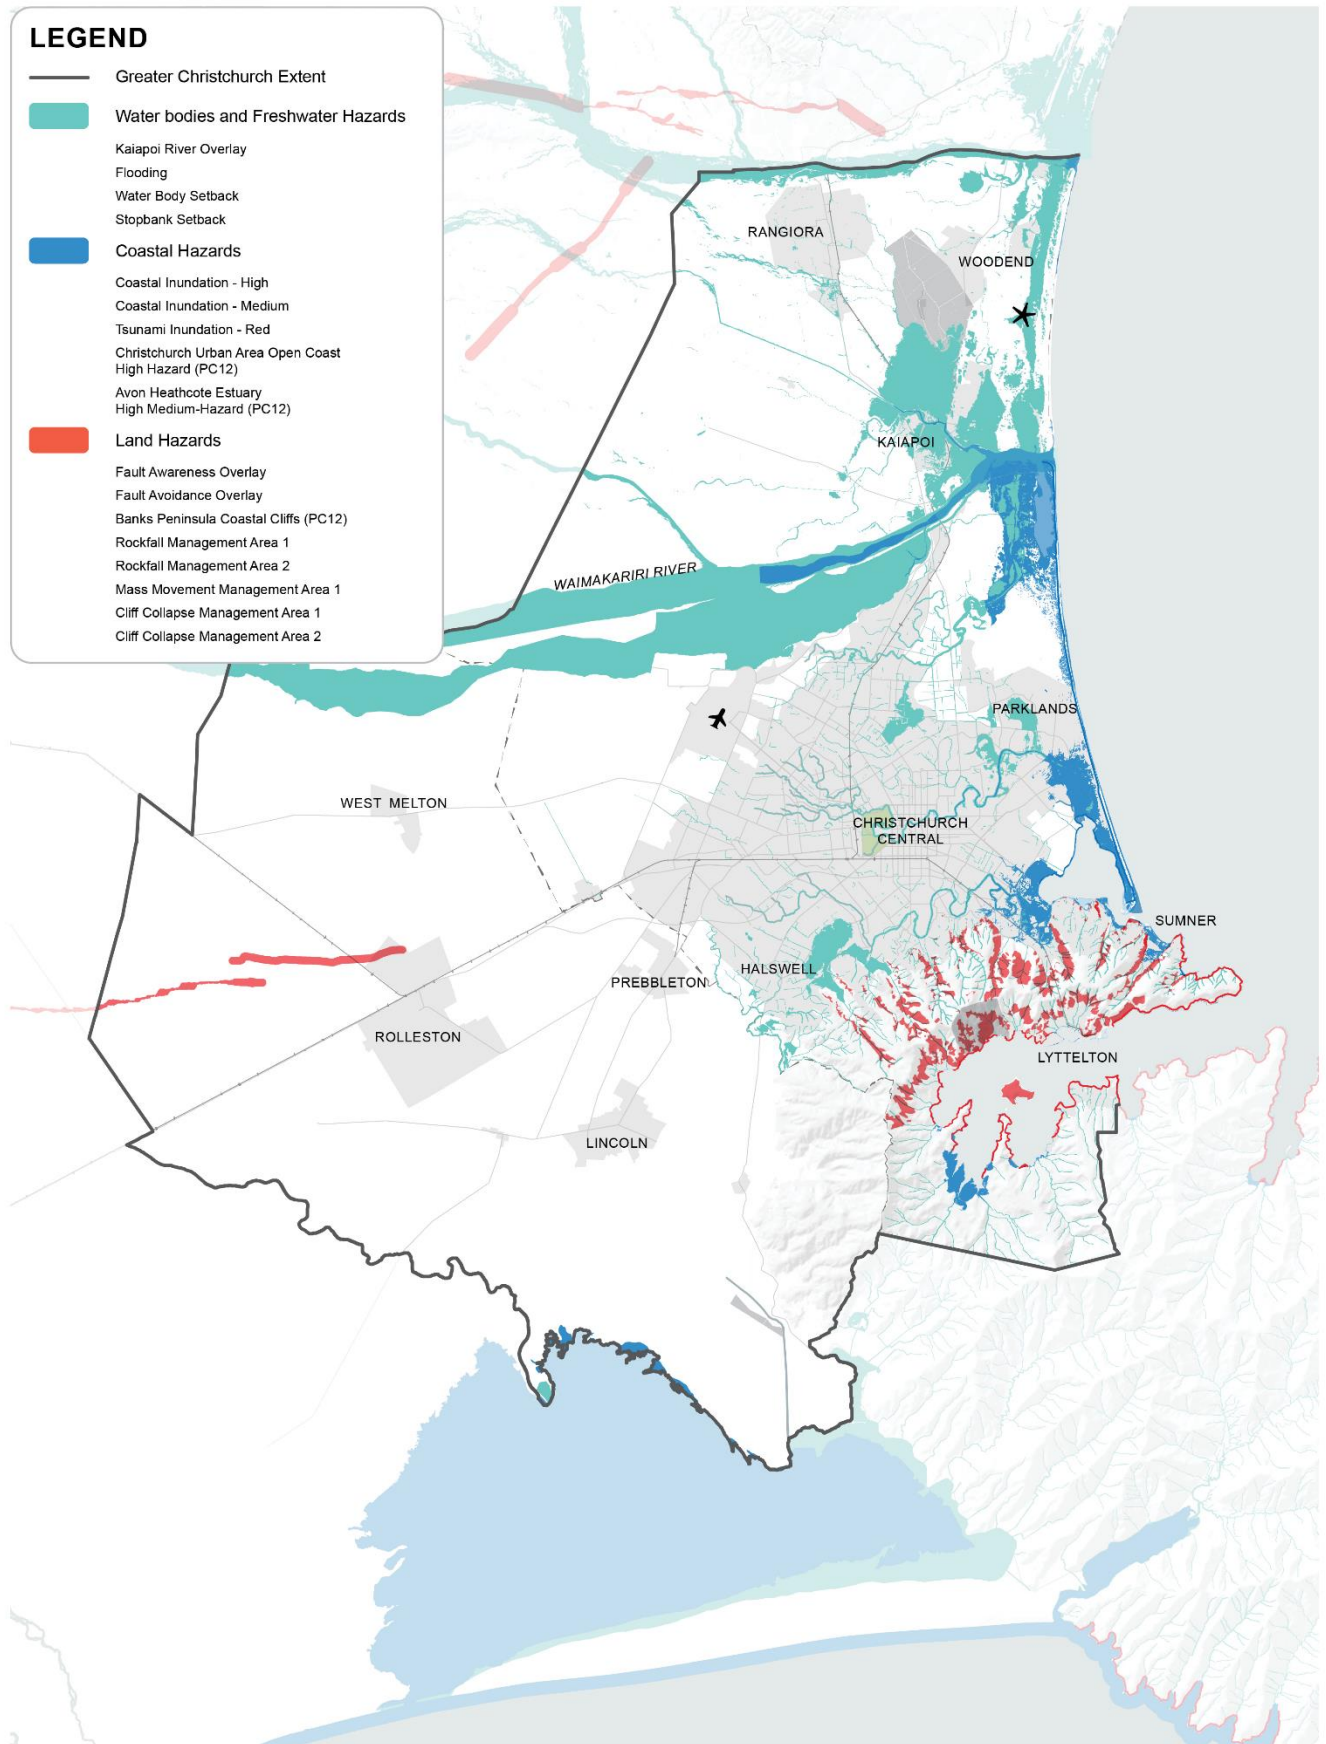 LEGEND
Greater Christchurch Extent
Water bodies and Freshwater Hazards
Kaiapoi River Overlay
Flooding
Water Body Setback
Stopbank Setback
Coastal Hazards
Coastal Inundation - High
Coastal Inundation - Medium
Tsunami Inundation - Red
Christchurch Urban Area Open Coast
High Hazard (PC12)
Avon Heathcote Estuary
High Medium-Hazard (PC12)
Land Hazards
Fault Awareness Overlay
Fault Avoidance Overlay
Banks Peninsula Coastal Cliffs (PC12)
Rockfall Management Area 1
Rockfall Management Area 2
Mass Movement Management Area 1
Cliff Collapse Management Area 1
Cliff Collapse Management Area 2
RANGIORA
WOODEND
KAIAPOI
WAIMAKARIRI RIVER
PARKLANDS
WEST MELTON
CHRISTCHURCH
CENTRAL
SUMNER
HALSWELL
PREBBLETON
ROLLESTON
LYTTELTON
LINCOLN